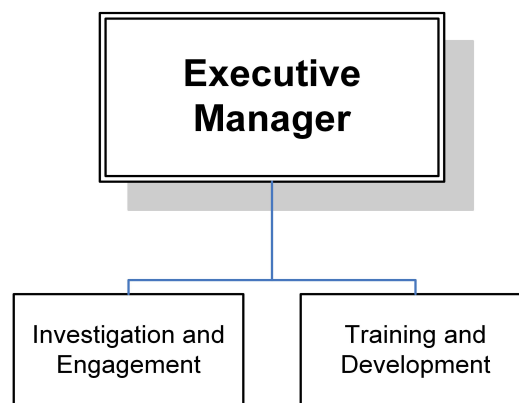 Executive
Manager
Investigation and
Engagement
Training and
Development